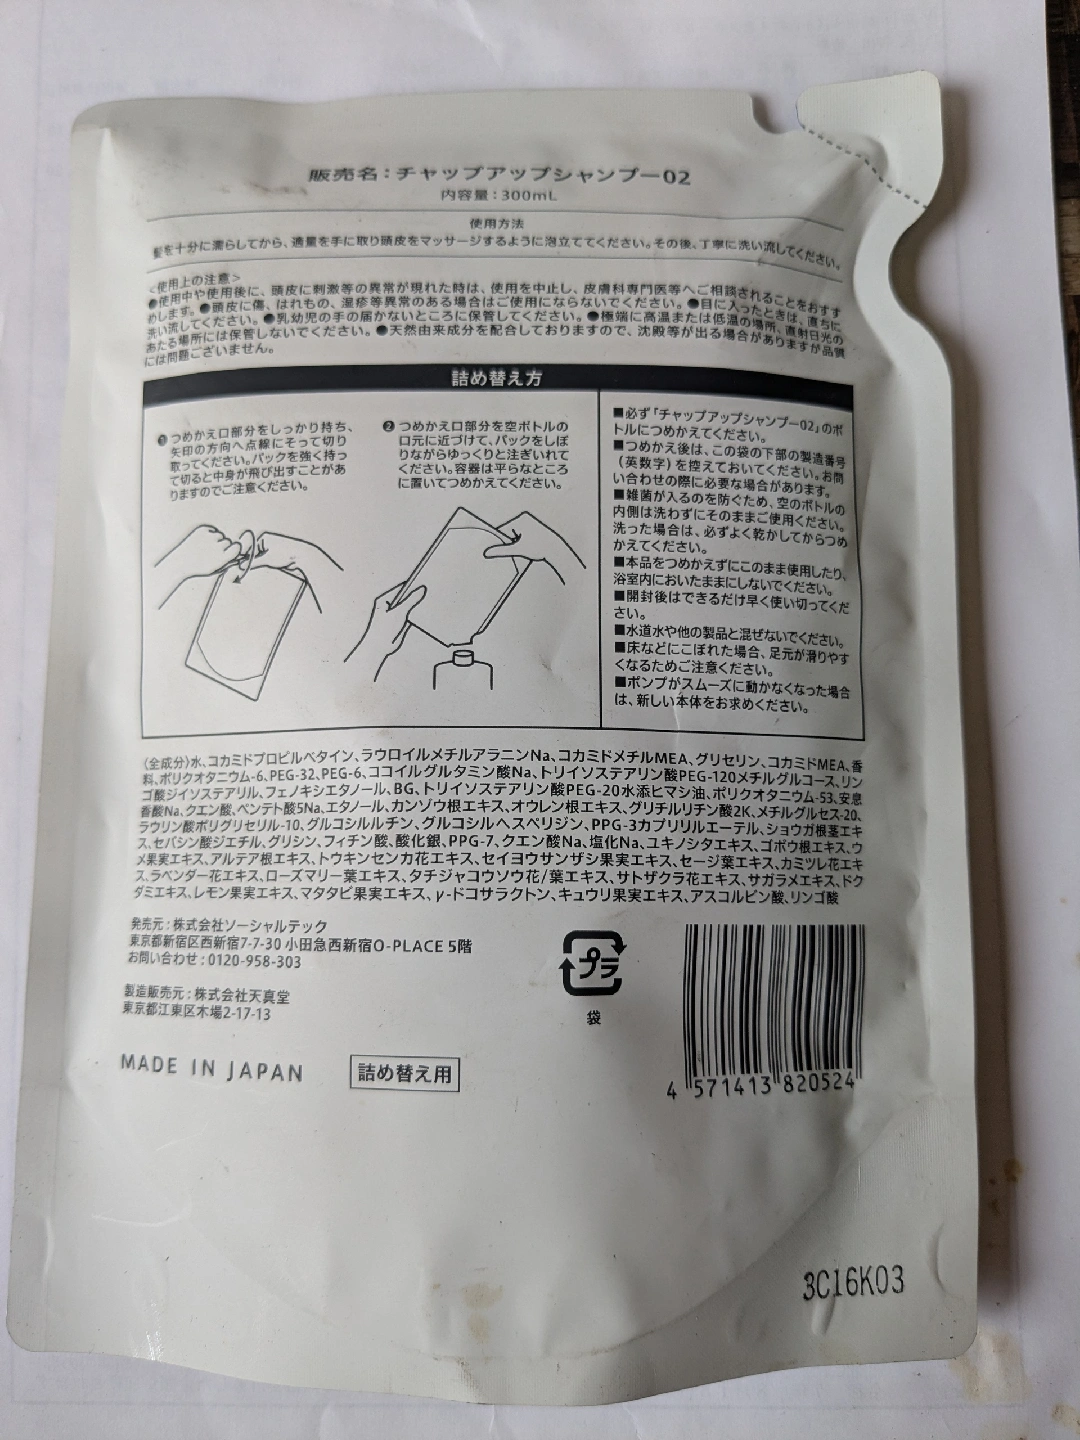 販売名：チャップアップシャンプー02
内容量：300mL
使用方法
髪を十分に濡らしてから、適量を手に取り頭皮をマッサージするように泡立ててください。その後、丁寧に洗い流してください。
＜使用上の注意＞
●使用中や使用後に、頭皮に刺激等の異常が現れた時は、使用を中止し、皮膚科専門医等へご相談されることをおすす
めします。●頭皮に傷、はれもの、湿疹等異常のある場合はご使用にならないでください。●目に入ったときは、直ちに
洗い流してください。●乳幼児の手の届かないところに保管してください。●極端に高温または低温の場所、直射日光の
あたる場所には保管しないでください。●天然由来成分を配合しておりますので、沈殿等が出る場合がありますが品質
には問題ございません。
詰め替え方
❶つめかえ口部分をしっかり持ち、
矢印の方向へ点線にそって切り
取ってください。パックを強く持っ
て切ると中身が飛び出すことがあ
りますのでご注意ください。
❷つめかえ口部分を空ボトルの
口元に近づけて、パックをしぼ
りながらゆっくりと注ぎいれて
ください。容器は平らなところ
に置いてつめかえてください。
■必ず「チャップアップシャンプー02」のボ
トルにつめかえてください。
■つめかえ後は、この袋の下部の製造番号
（英数字）を控えておいてください。お問
い合わせの際に必要な場合があります。
■雑菌が入るのを防ぐため、空のボトルの
内側は洗わずにそのままご使用ください。
洗った場合は、必ずよく乾かしてからつめ
かえてください。
■本品をつめかえずにこのまま使用したり、
浴室内においたままにしないでください。
■開封後はできるだけ早く使い切ってくだ
さい。
■水道水や他の製品と混ぜないでください。
■床などにこぼれた場合、足元が滑りやす
くなるためご注意ください。
■ポンプがスムーズに動かなくなった場合
は、新しい本体をお求めください。
〈全成分〉水、コカミドプロピルベタイン、ラウロイルメチルアラニンNa、コカミドメチルMEA、グリセリン、コカミドMEA、香
料、ポリクオタニウム-6、PEG-32、PEG-6、ココイルグルタミン酸Na、トリイソステアリン酸PEG-120メチルグルコース、リン
ゴ酸ジイソステアリル、フェノキシエタノール、BG、トリイソステアリン酸PEG-20水添ヒマシ油、ポリクオタニウム-53、安息
香酸Na、クエン酸、ペンテト酸5Na、エタノール、カンゾウ根エキス、オウレン根エキス、グリチルリチン酸2K、メチルグルセス-20、
ラウリン酸ポリグリセリル-10、グルコシルルチン、グルコシルヘスペリジン、PPG-3カプリリルエーテル、ショウガ根茎エキ
ス、セバシン酸ジエチル、グリシン、フィチン酸、酸化銀、PPG-7、クエン酸Na、塩化Na、ユキノシタエキス、ゴボウ根エキス、ウ
メ果実エキス、アルテア根エキス、トウキンセンカ花エキス、セイヨウサンザシ果実エキス、セージ葉エキス、カミツレ花エキ
ス、ラベンダー花エキス、ローズマリー葉エキス、タチジャコウソウ花/葉エキス、サトザクラ花エキス、サガラメエキス、ドク
ダミエキス、レモン果実エキス、マタタビ果実エキス、γ-ドコサラクトン、キュウリ果実エキス、アスコルビン酸、リンゴ酸
発売元：株式会社ソーシャルテック
東京都新宿区西新宿7-7-30 小田急西新宿O-PLACE 5階
お問い合わせ：0120-958-303
製造販売元：株式会社天真堂
東京都江東区木場2-17-13
プラ
袋
MADE IN JAPAN
詰め替え用
4 571413 820524
3C16K03